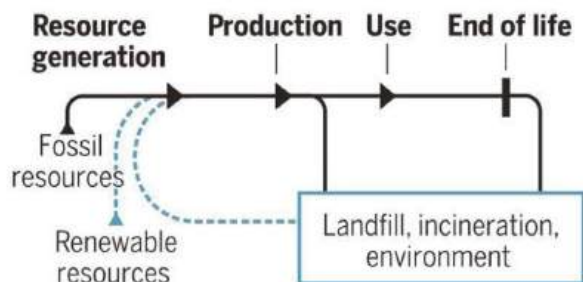 Resource
generation
Production
Use
End of life
Fossil
resources
Renewable
resources
Landfill, incineration,
environment